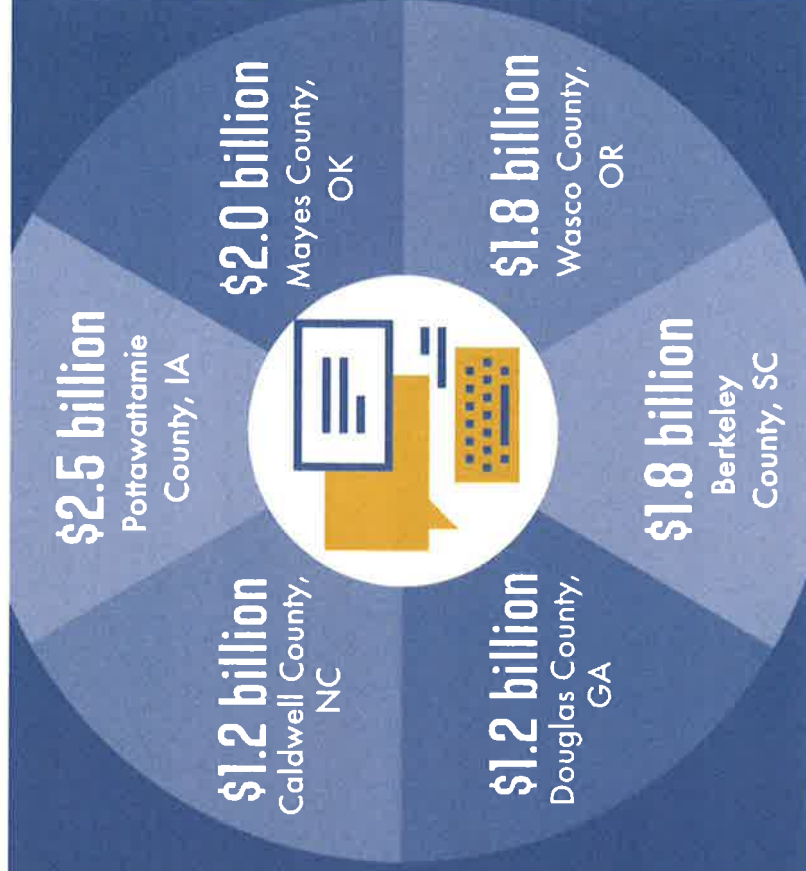 $2.5 billion
Pottawattamie
County, IA
$2.0 billion
Mayes County,
OK
$1.8 billion
Wasco County,
OR
$1.8 billion
Berkeley
County, SC
$1.2 billion
Douglas County,
GA
$1.2 billion
Caldwell County,
NC